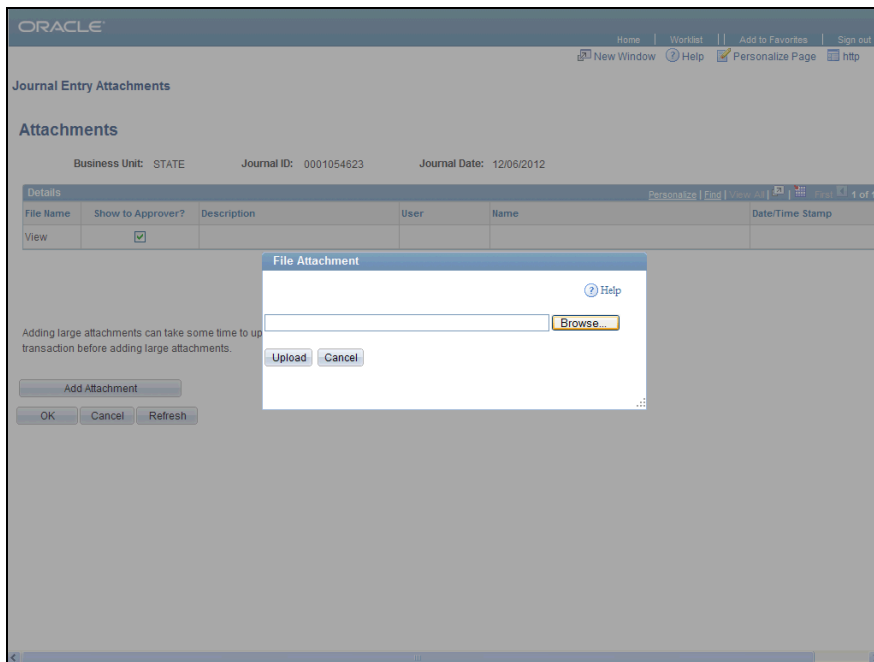 ORACLE
Home | Worklist | | Add to Favorites | Sign out
New Window Help Personalize Page http
Journal Entry Attachments
Attachments
Business Unit: STATE Journal ID: 0001054623 Journal Date: 12/06/2012
Details Personalize | Find | View All | | First 1 of 1
File Name Show to Approver? Description User Name Date/Time Stamp
View
File Attachment
Help
Browse...
Adding large attachments can take some time to up
transaction before adding large attachments.
Upload Cancel
Add Attachment
OK Cancel Refresh